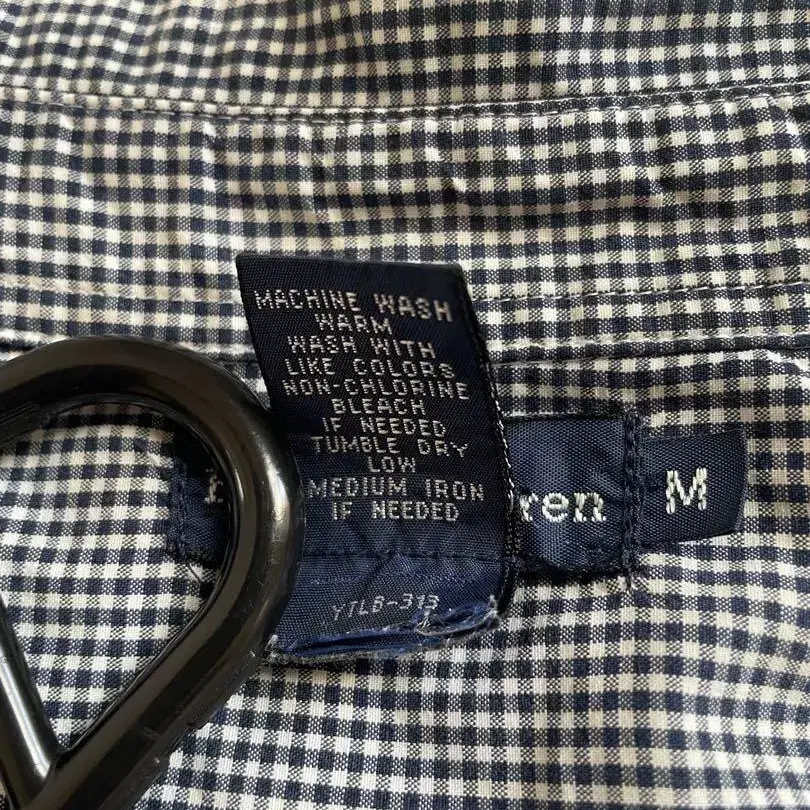 MACHINE WASH
WARM
WASH WITH
LIKE COLORS
NON-CHLORINE
BLEACH
IF NEEDED
TUMBLE DRY
LOW
MEDIUM IRON
IF NEEDED
YTLB-313
ren
M